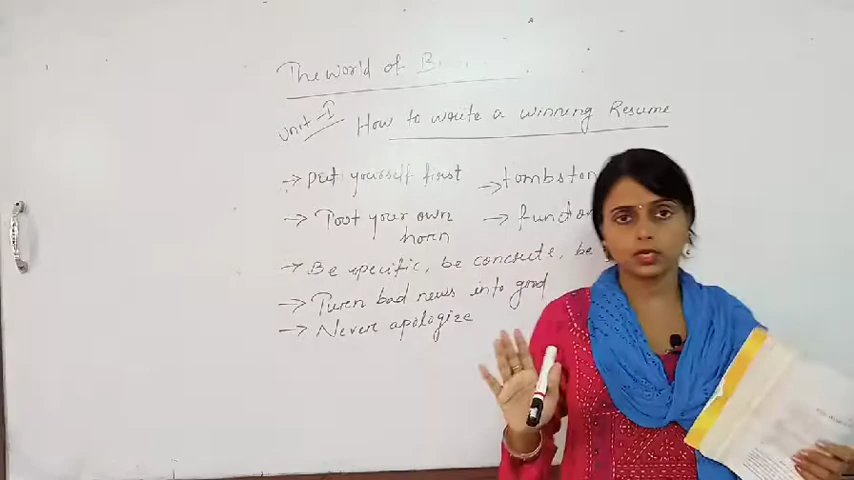 The World of
Unit - I
How to write a winning Resume
→ Put yourself first
→ Toot your own
horn
→ Be specific, be concrete, be
→ Turn bad news into good
→ Never apologize
→ tombston
→ function